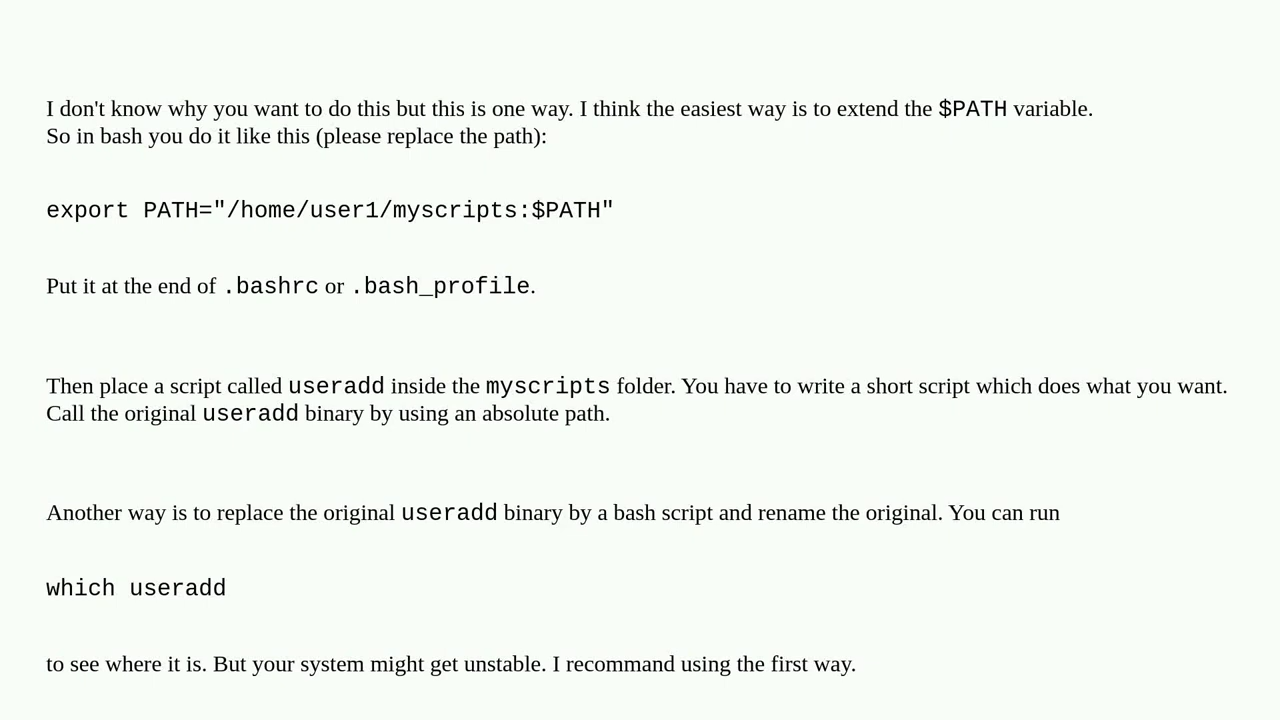 I don't know why you want to do this but this is one way. I think the easiest way is to extend the $PATH variable.
So in bash you do it like this (please replace the path):
export PATH="/home/user1/myscripts:$PATH"
Put it at the end of .bashrc or .bash_profile.
Then place a script called useradd inside the myscripts folder. You have to write a short script which does what you want.
Call the original useradd binary by using an absolute path.
Another way is to replace the original useradd binary by a bash script and rename the original. You can run
which useradd
to see where it is. But your system might get unstable. I recommand using the first way.